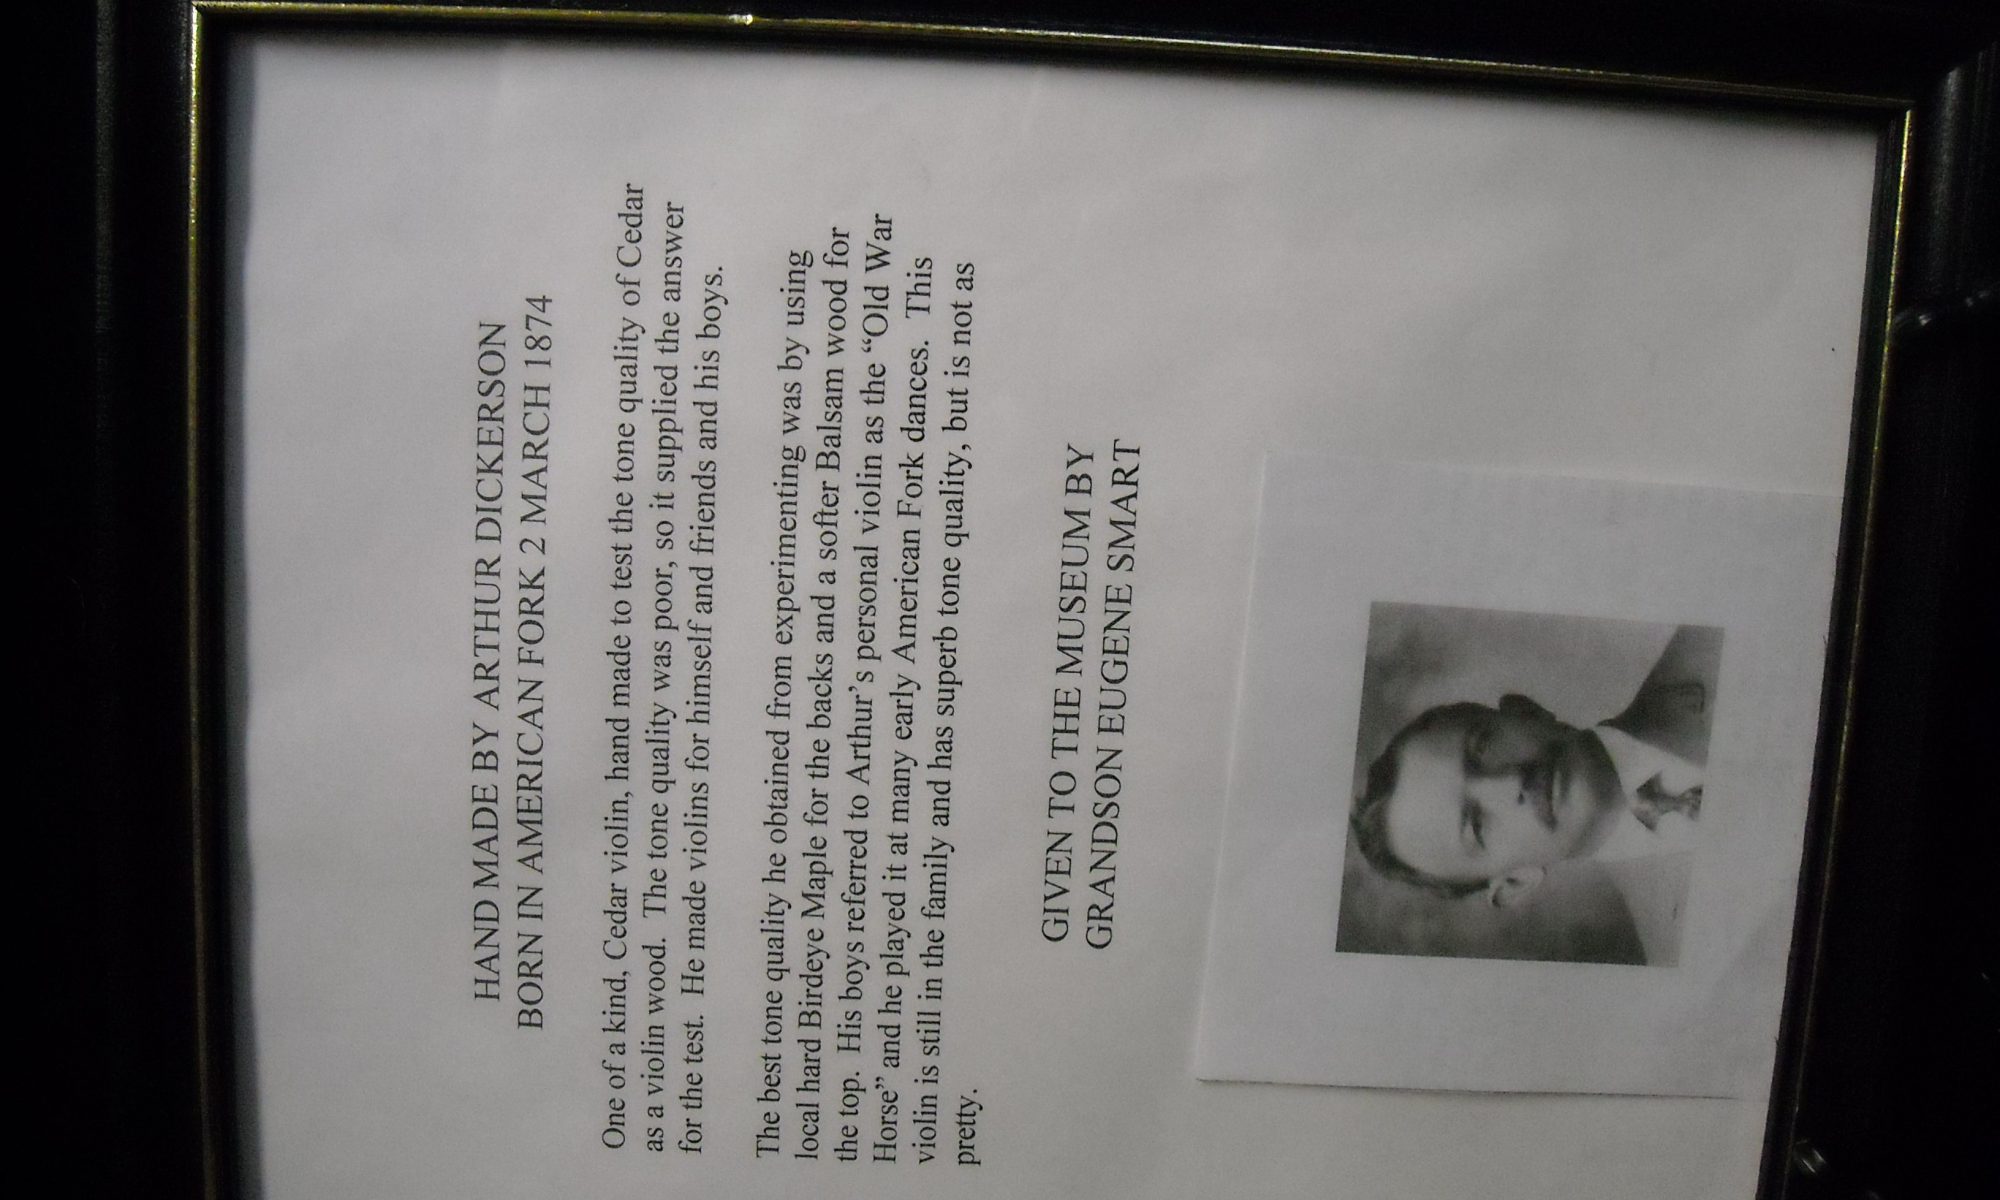 HAND MADE BY ARTHUR DICKERSON
BORN IN AMERICAN FORK 2 MARCH 1874
One of a kind, Cedar violin, hand made to test the tone quality of Cedar
as a violin wood. The tone quality was poor, so it supplied the answer
for the test. He made violins for himself and friends and his boys.
The best tone quality he obtained from experimenting was by using
local hard Birdeye Maple for the backs and a softer Balsam wood for
the top. His boys referred to Arthur’s personal violin as the “Old War
Horse” and he played it at many early American Fork dances. This
violin is still in the family and has superb tone quality, but is not as
pretty.
GIVEN TO THE MUSEUM BY
GRANDSON EUGENE SMART